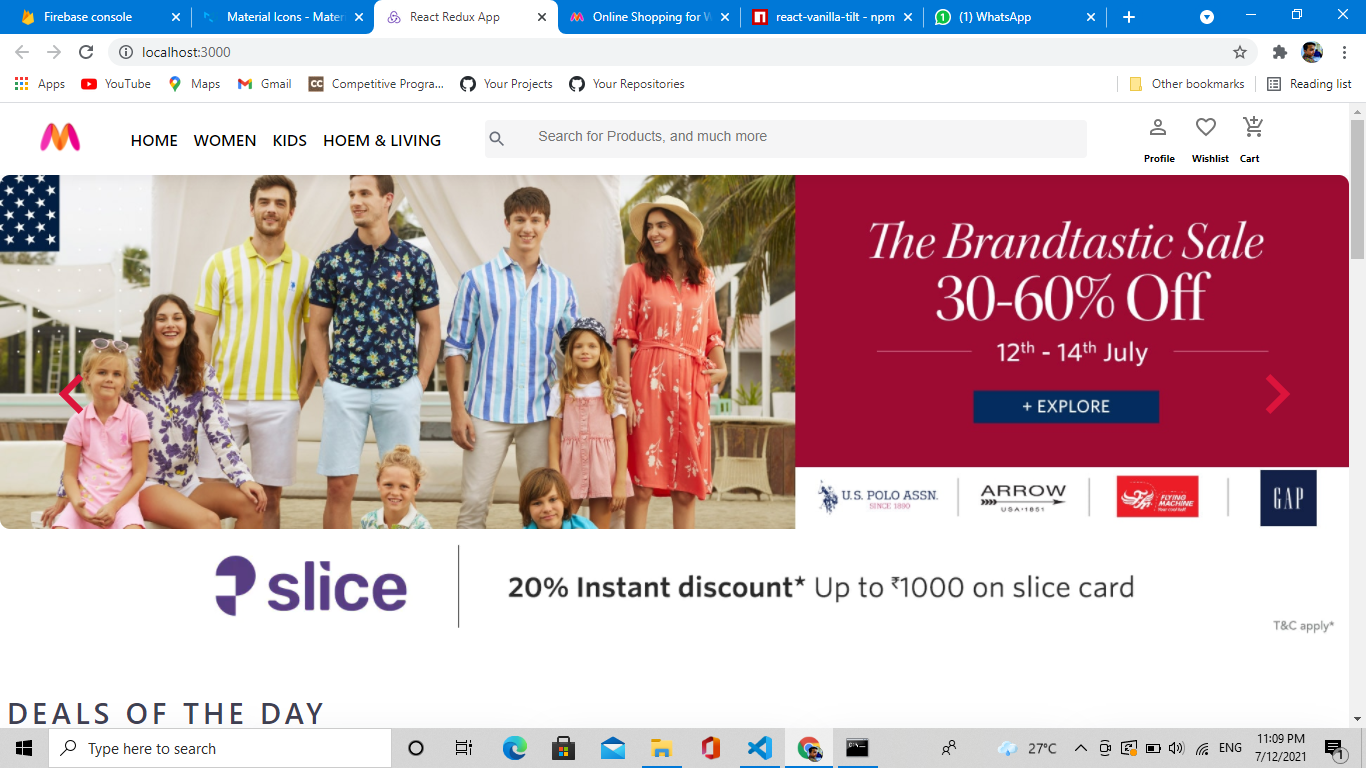 Firebase console
Material Icons - Mater
React Redux App
Online Shopping for W
react-vanilla-tilt - npm
(1) WhatsApp
localhost:3000
Apps
YouTube
Maps
Gmail
CC Competitive Progra...
Your Projects
Your Repositories
Other bookmarks
Reading list
HOME WOMEN KIDS HOEM & LIVING
Search for Products, and much more
Profile
Wishlist
Cart
The Brandtastic Sale
30-60% Off
12th - 14th July
+ EXPLORE
U.S. POLO ASSN.
SINCE 1890
ARROW
USA·1851
FLYING
MACHINE
GAP
slice
20% Instant discount* Up to ₹1000 on slice card
T&C apply*
DEALS OF THE DAY
Type here to search
27°C
ENG
11:09 PM
7/12/2021
1